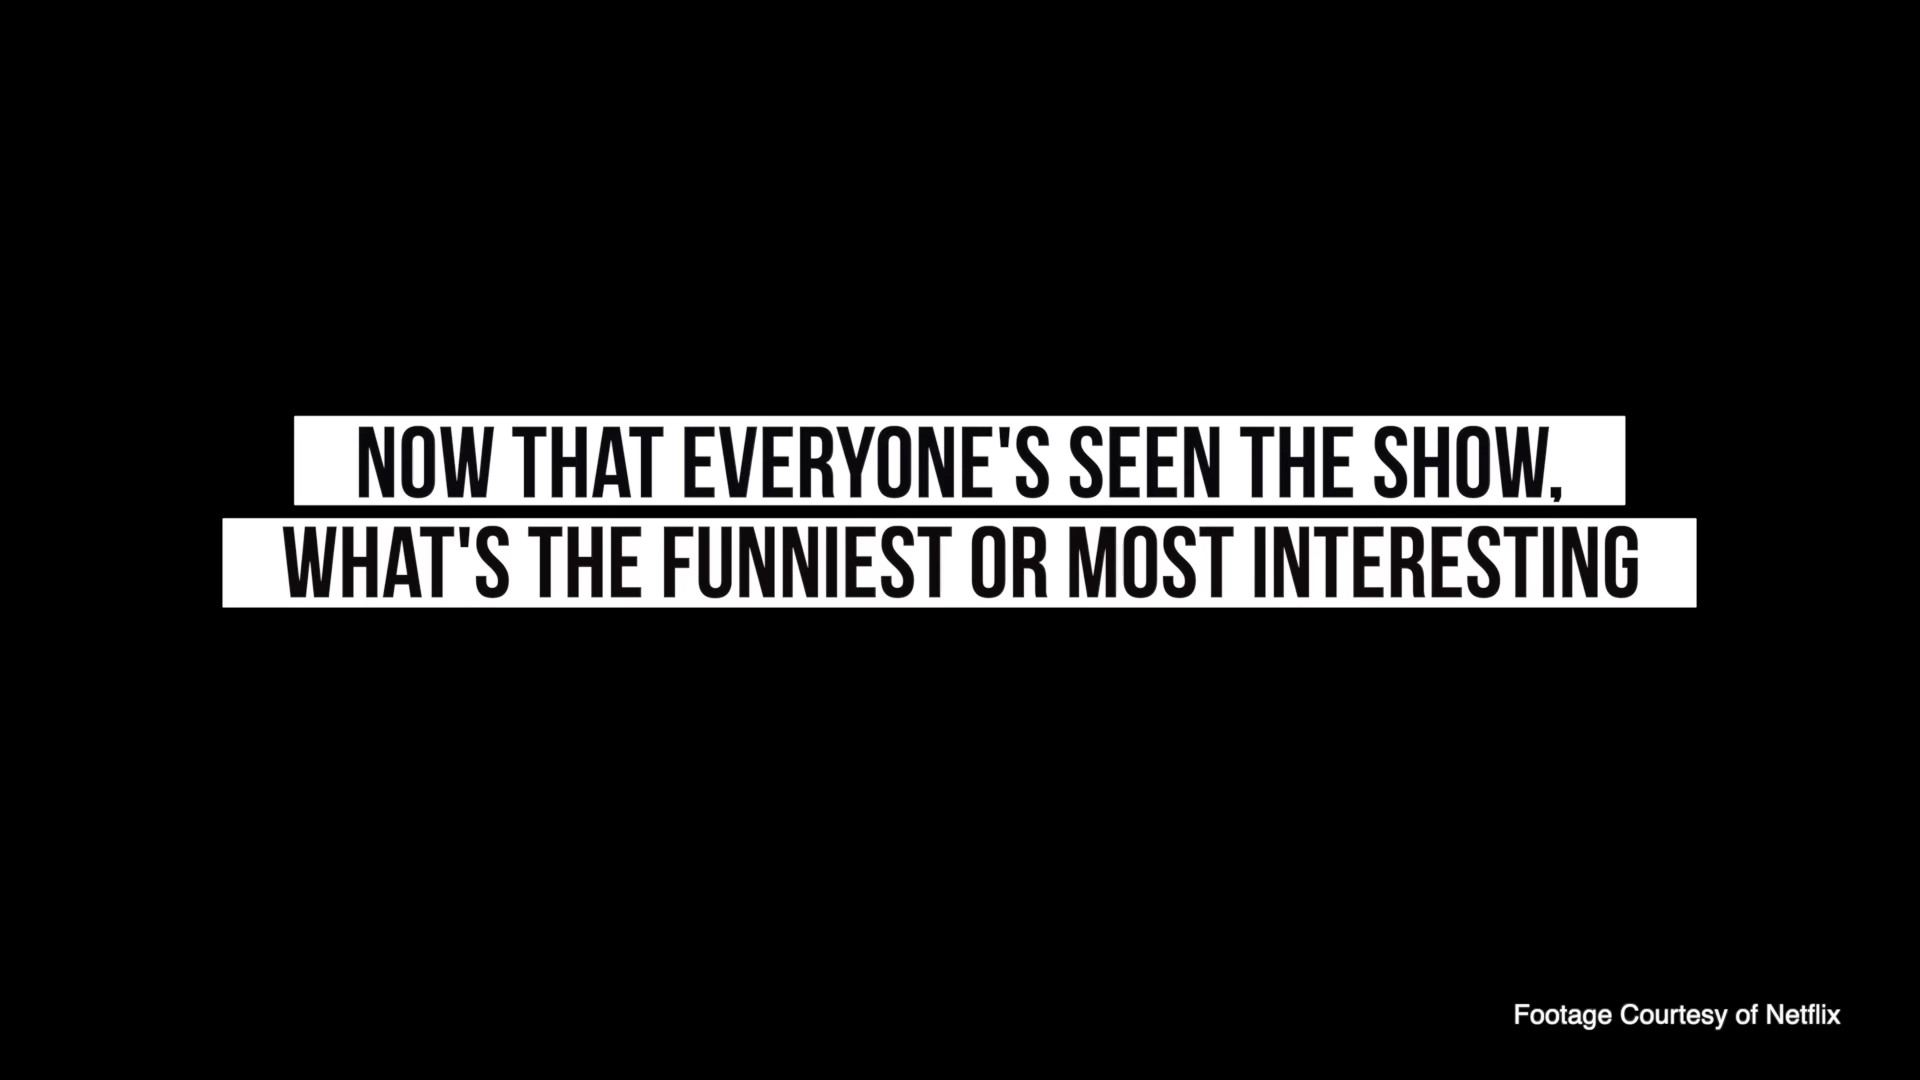 NOW THAT EVERYONE'S SEEN THE SHOW,
WHAT'S THE FUNNIEST OR MOST INTERESTING
Footage Courtesy of Netflix